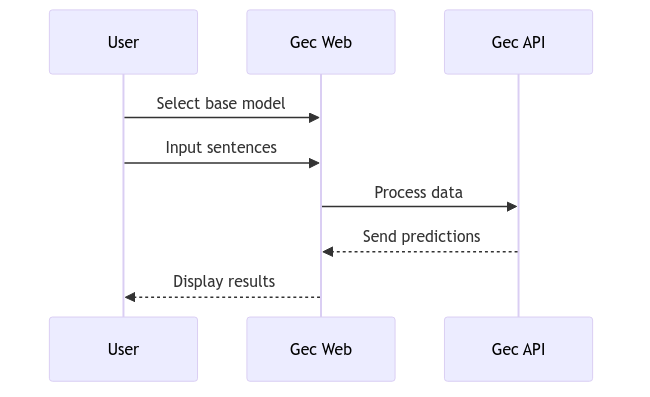 User
Gec Web
Gec API
Select base model
Input sentences
Process data
Send predictions
Display results
User
Gec Web
Gec API